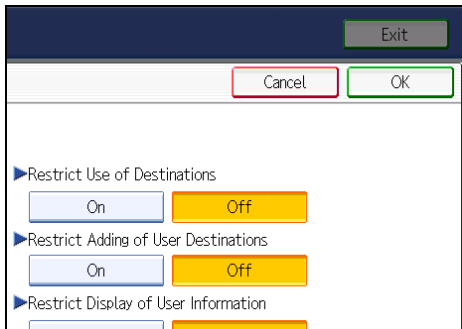 Exit
Cancel OK
Restrict Use of Destinations
On Off
Restrict Adding of User Destinations
On Off
Restrict Display of User Information